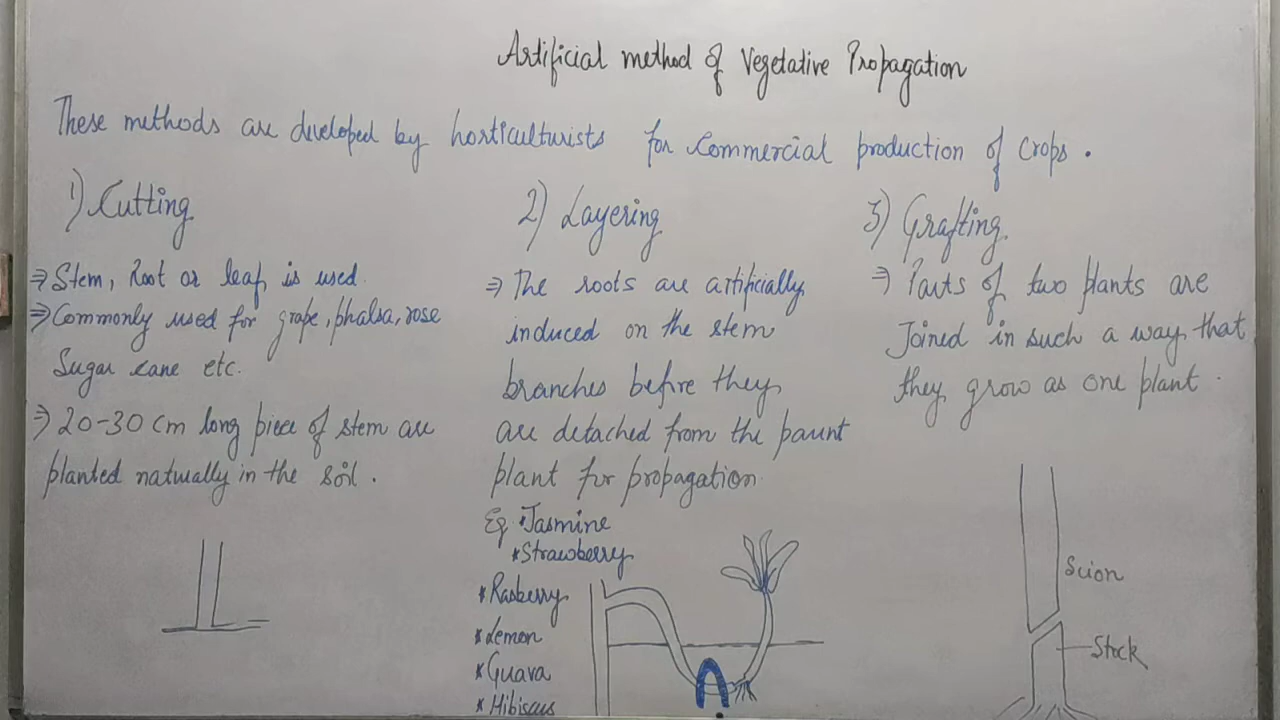 Artificial method of Vegetative Propagation
These methods are developed by horticulturists for Commercial production of crops.
1) Cutting
⇒ Stem, Root or leaf is used.
⇒ Commonly used for grape, phalsa, rose
Sugar cane etc.
⇒ 20-30 cm long piece of stem are
planted naturally in the soil.
2) Layering
⇒ The roots are artificially
induced on the stem
branches before they
are detached from the parent
plant for propagation.
Eg *Jasmine
*Strawberry
*Rasberry
*Lemon
*Guava
*Hibiscus
3) Grafting
⇒ Parts of two plants are
Joined in such a way that
they grow as one plant.
Scion
Stock